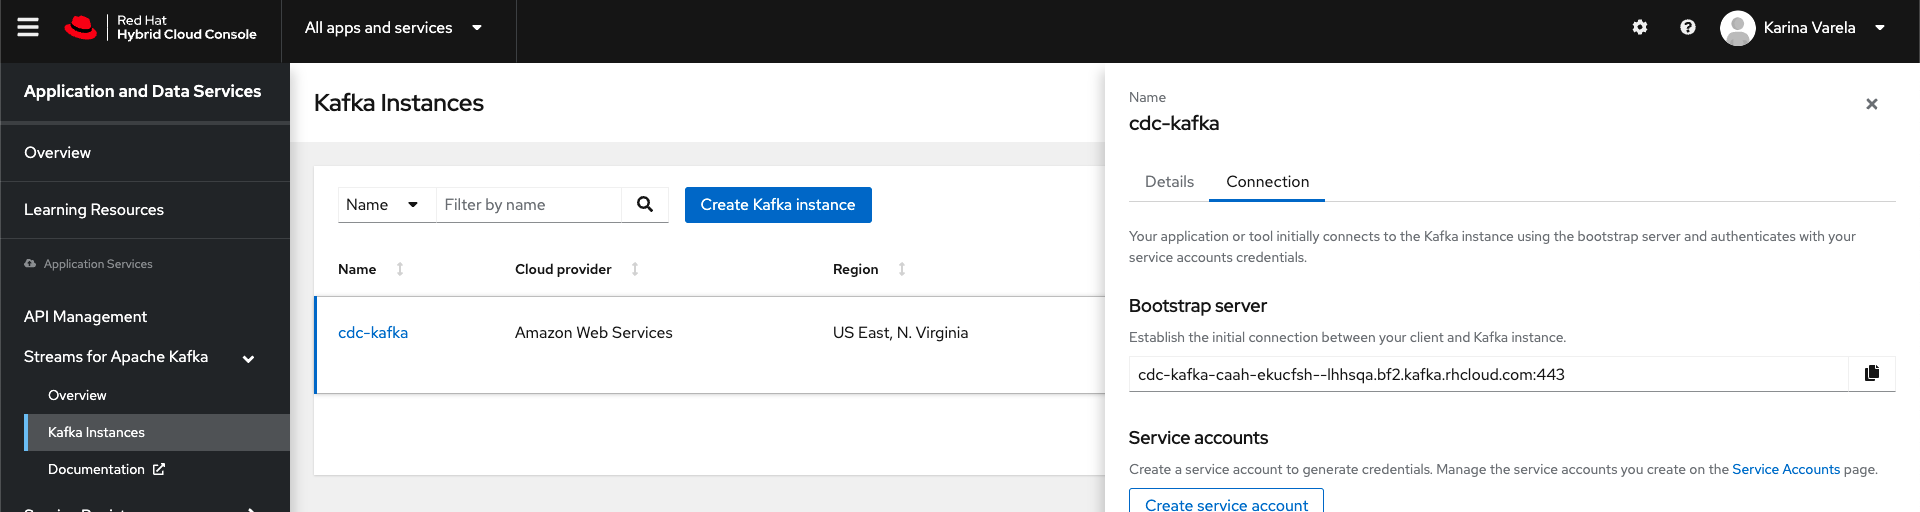 Red Hat
Hybrid Cloud Console
All apps and services
Karina Varela
Application and Data Services
Overview
Learning Resources
Application Services
API Management
Streams for Apache Kafka
Overview
Kafka Instances
Documentation
Kafka Instances
Name
Filter by name
Create Kafka instance
Name
Cloud provider
Region
cdc-kafka
Amazon Web Services
US East, N. Virginia
Name
cdc-kafka
Details
Connection
Your application or tool initially connects to the Kafka instance using the bootstrap server and authenticates with your
service accounts credentials.
Bootstrap server
Establish the initial connection between your client and Kafka instance.
cdc-kafka-caah-ekucfsh--lhhsqa.bf2.kafka.rhcloud.com:443
Service accounts
Create a service account to generate credentials. Manage the service accounts you create on the Service Accounts page.
Create service account